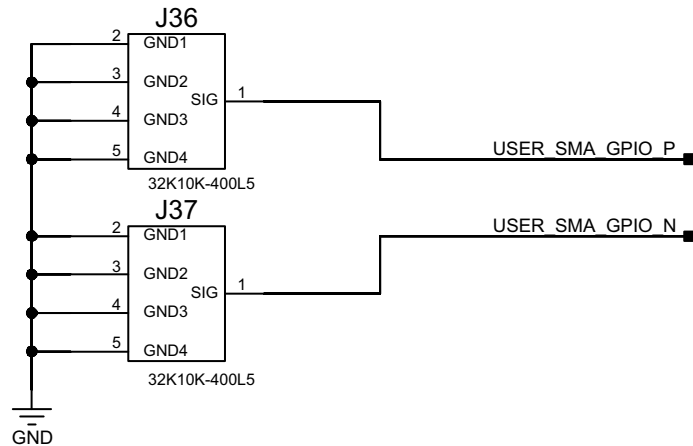 J36
2 GND1
3 GND2
SIG 1
4 GND3
5 GND4
32K10K-400L5
USER_SMA_GPIO_P
J37
2 GND1
3 GND2
SIG 1
4 GND3
5 GND4
32K10K-400L5
USER_SMA_GPIO_N
GND